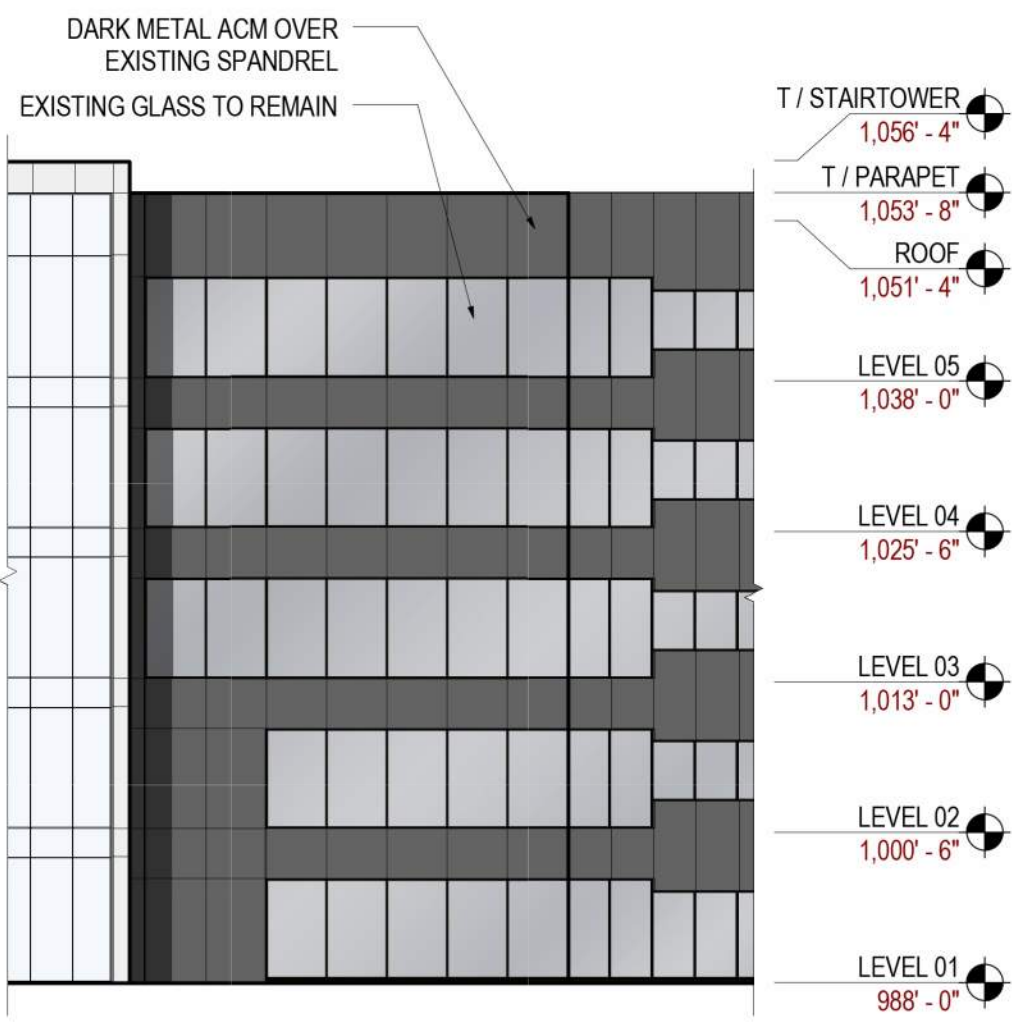 DARK METAL ACM OVER
EXISTING SPANDREL
EXISTING GLASS TO REMAIN
T / STAIRTOWER
1,056' - 4"
T / PARAPET
1,053' - 8"
ROOF
1,051' - 4"
LEVEL 05
1,038' - 0"
LEVEL 04
1,025' - 6"
LEVEL 03
1,013' - 0"
LEVEL 02
1,000' - 6"
LEVEL 01
988' - 0"